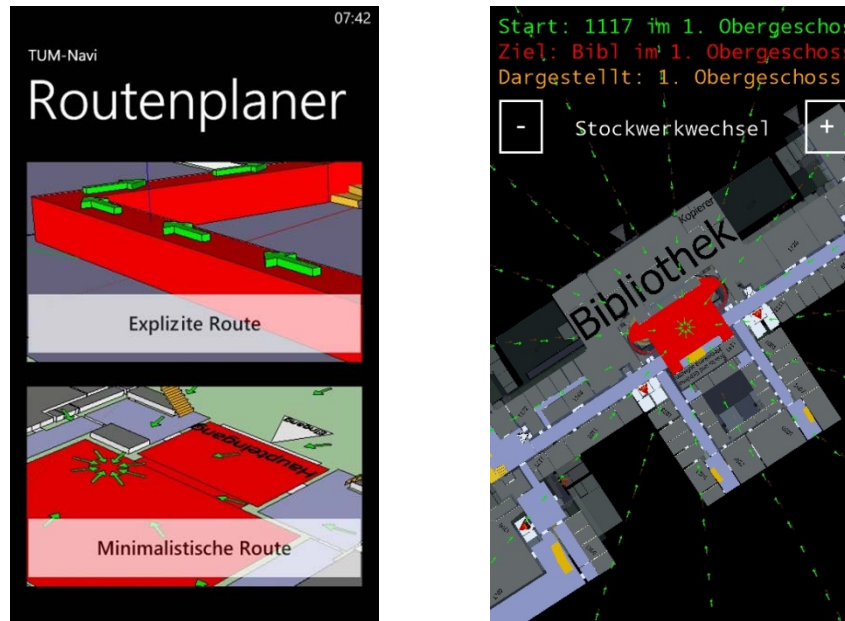 07:42
TUM-Navi
Routenplaner
Explizite Route
Haupteingang
Minimalistische Route
Start: 1117 im 1. Obergeschos
Ziel: Bibl im 1. Obergeschoss
Dargestellt: 1. Obergeschoss
- Stockwerkwechsel +
Kopierer
Bibliothek